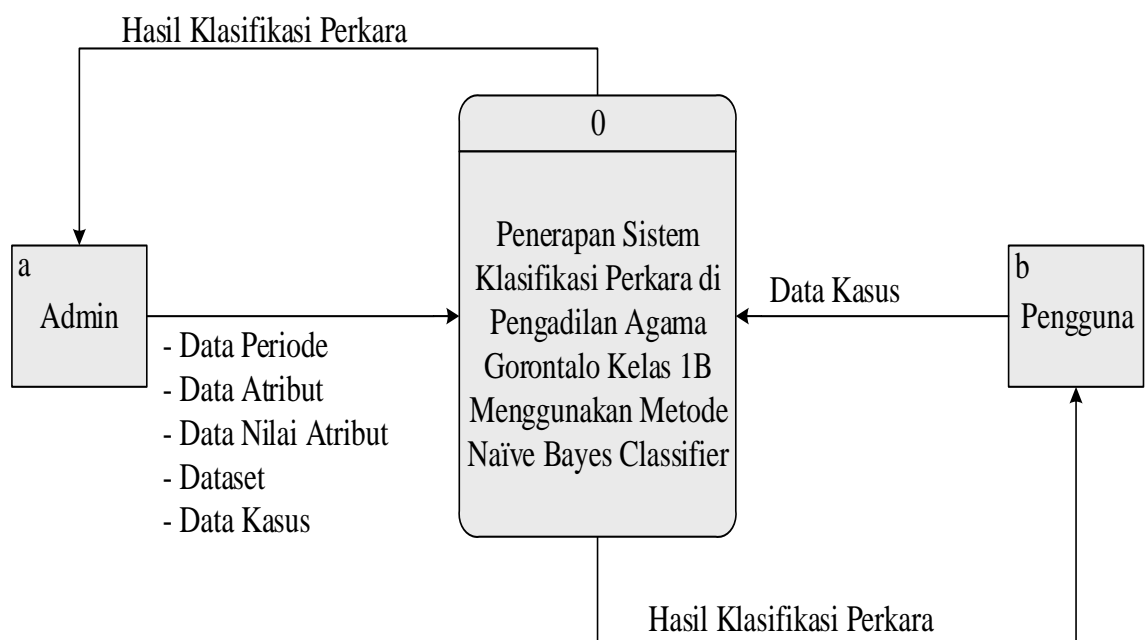 Hasil Klasifikasi Perkara
0
Penerapan Sistem
Klasifikasi Perkara di
Pengadilan Agama
Gorontalo Kelas 1B
Menggunakan Metode
Naïve Bayes Classifier
a
Admin
- Data Periode
- Data Atribut
- Data Nilai Atribut
- Dataset
- Data Kasus
Data Kasus
b
Pengguna
Hasil Klasifikasi Perkara